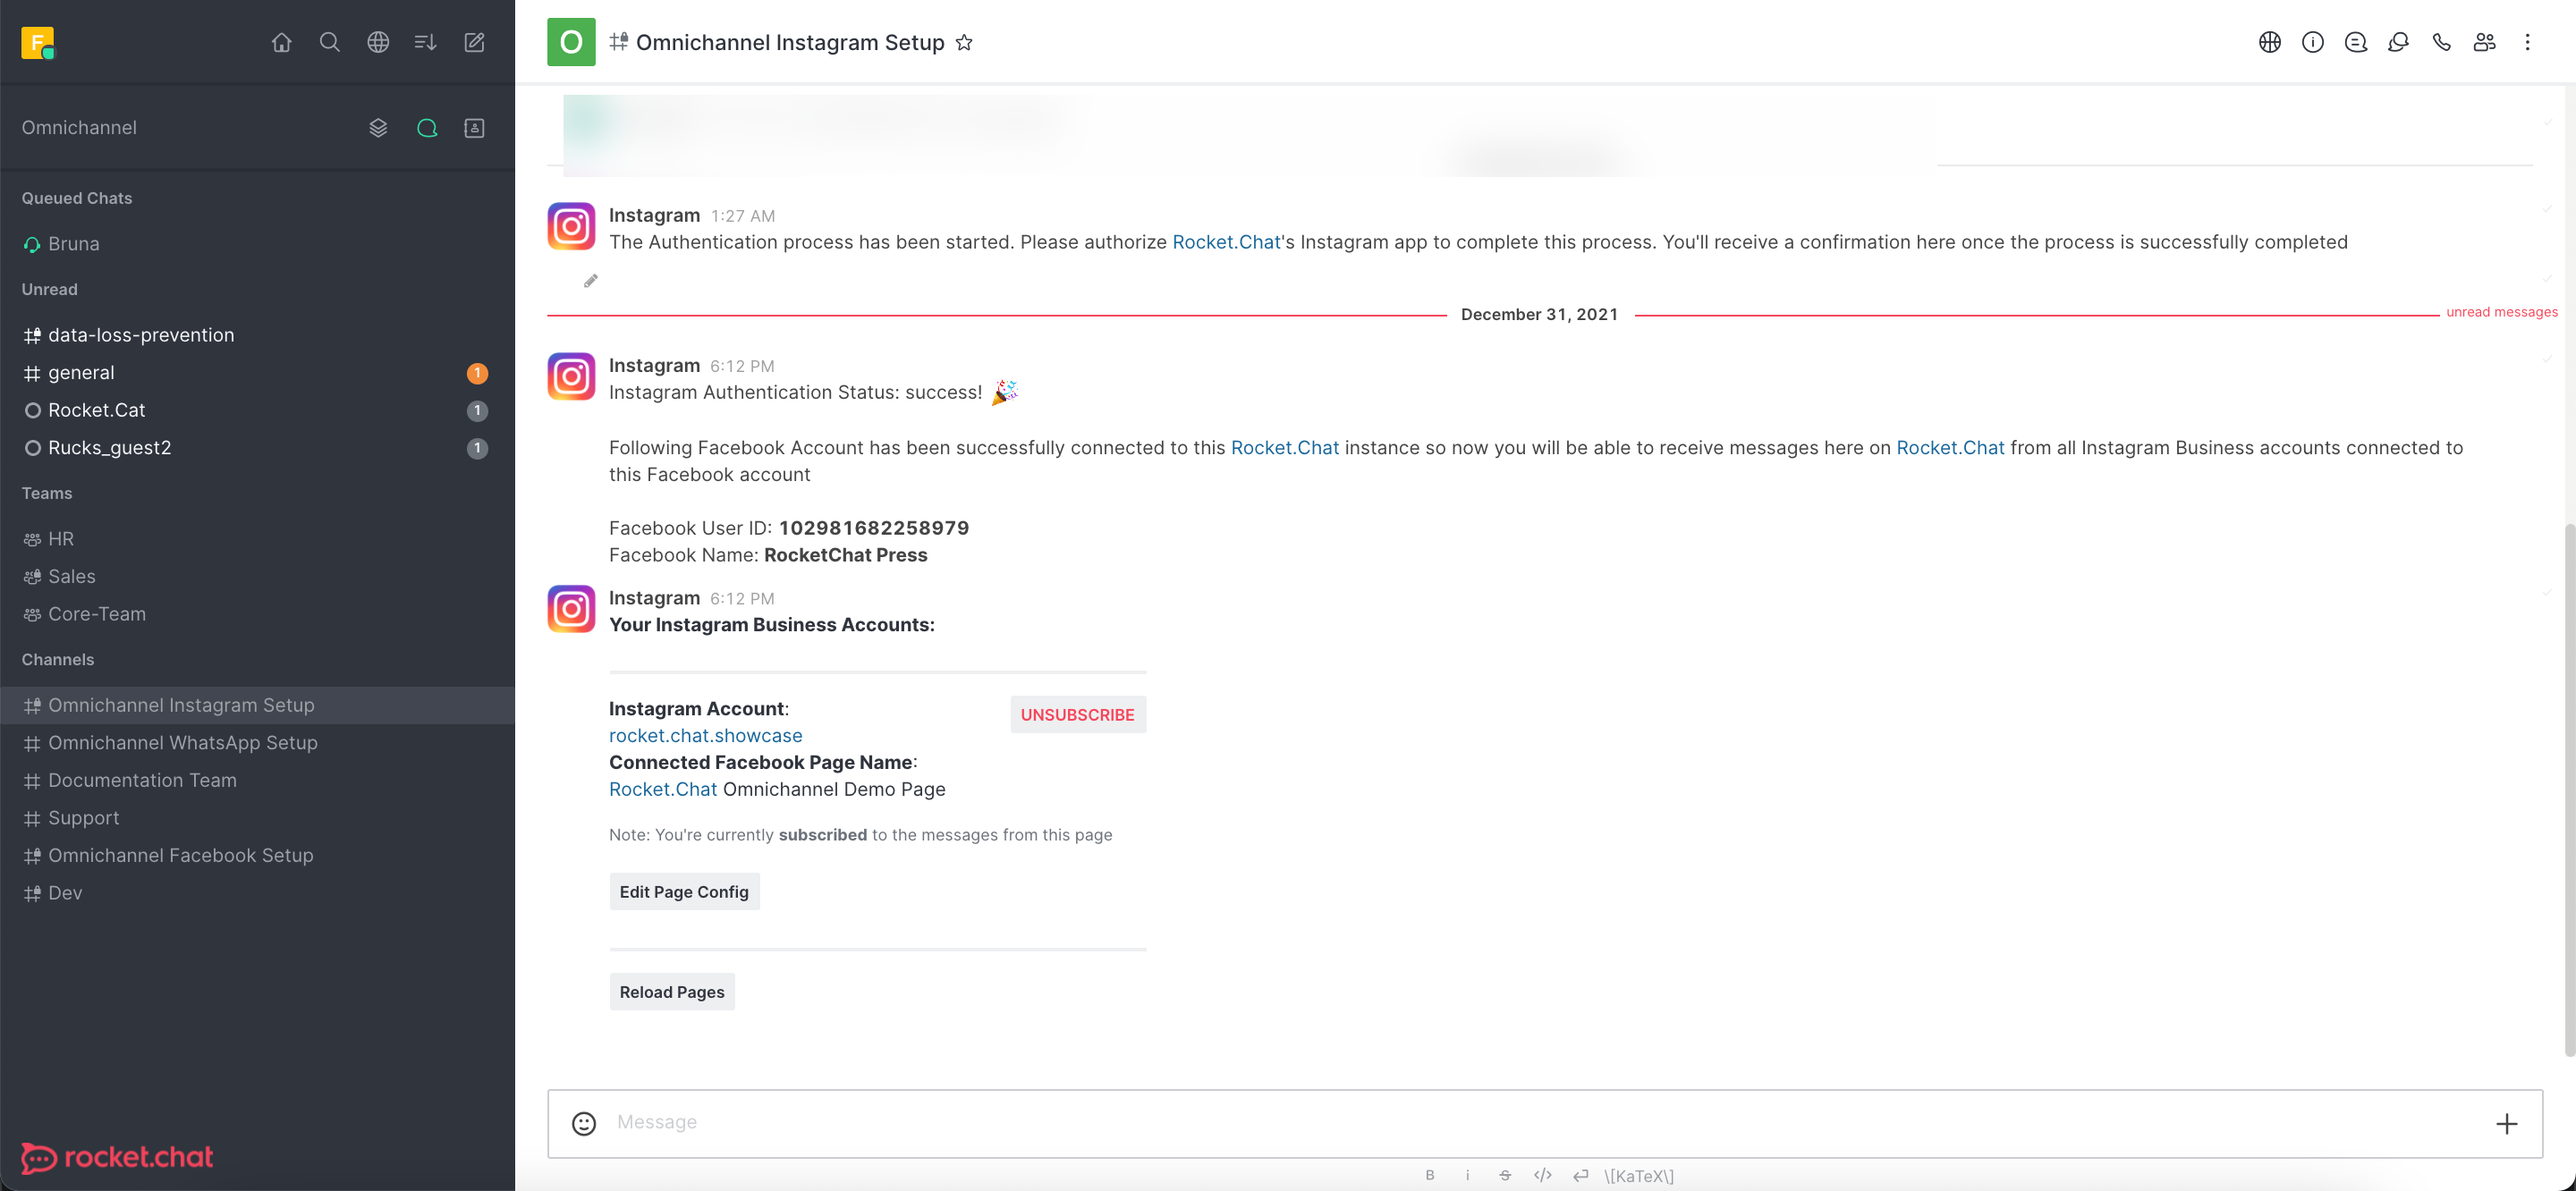 F
Omnichannel
Queued Chats
Bruna
Unread
data-loss-prevention
general 1
Rocket.Cat 1
Rucks_guest2 1
Teams
HR
Sales
Core-Team
Channels
Omnichannel Instagram Setup
Omnichannel WhatsApp Setup
Documentation Team
Support
Omnichannel Facebook Setup
Dev
rocket.chat
O Omnichannel Instagram Setup
Instagram 1:27 AM
The Authentication process has been started. Please authorize Rocket.Chat's Instagram app to complete this process. You'll receive a confirmation here once the process is successfully completed
December 31, 2021 unread messages
Instagram 6:12 PM
Instagram Authentication Status: success!
Following Facebook Account has been successfully connected to this Rocket.Chat instance so now you will be able to receive messages here on Rocket.Chat from all Instagram Business accounts connected to
this Facebook account
Facebook User ID: 102981682258979
Facebook Name: RocketChat Press
Instagram 6:12 PM
Your Instagram Business Accounts:
Instagram Account: UNSUBSCRIBE
rocket.chat.showcase
Connected Facebook Page Name:
Rocket.Chat Omnichannel Demo Page
Note: You're currently subscribed to the messages from this page
Edit Page Config
Reload Pages
Message
B i S </> \[KaTeX\]